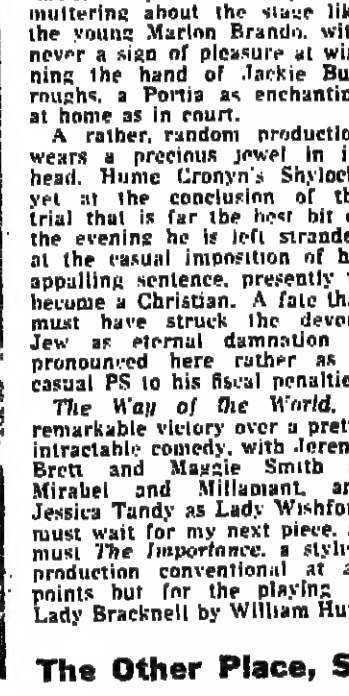 muttering about the stage lik
the young Marlon Brando, wit
never a sign of pleasure at wi
ning the hand of Jackie Bu
roughs, a Portia as enchantin
at home as in court.
A rather, random productio
wears a precious jewel in i
head. Hume Cronyn's Shyloc
yet at the conclusion of th
trial that is far the best bit o
the evening he is left strande
at the casual imposition of h
appalling sentence, presently t
become a Christian. A fate tha
must have struck the devou
Jew as eternal damnation
pronounced here rather as
casual PS to his fiscal penaltie
The Way of the World,
remarkable victory over a prett
intractable comedy, with Jerem
Brett and Maggie Smith
Mirabel and Millamant, an
Jessica Tandy as Lady Wishfor
must wait for my next piece,
must The Importance, a stylis
production conventional at a
points but for the playing
Lady Bracknell by William Hu
The Other Place, S